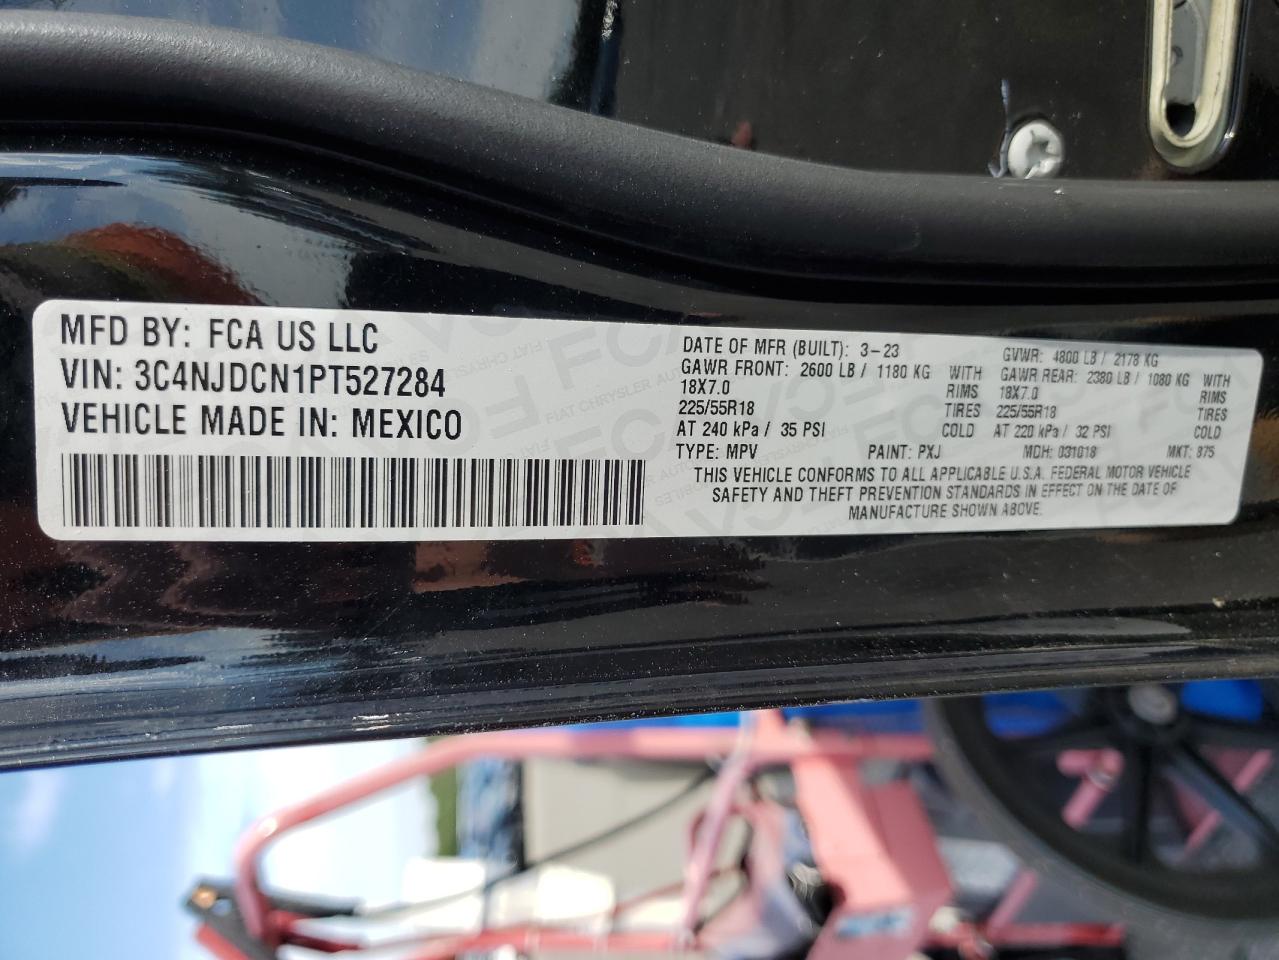 MFD BY: FCA US LLC
VIN: 3C4NJDCN1PT527284
VEHICLE MADE IN: MEXICO
DATE OF MFR (BUILT): 3-23 GVWR: 4800 LB / 2178 KG
GAWR FRONT: 2600 LB / 1180 KG WITH GAWR REAR: 2380 LB / 1080 KG WITH
18X7.0 RIMS 18X7.0 RIMS
225/55R18 TIRES 225/55R18 TIRES
AT 240 kPa / 35 PSI COLD AT 220 kPa / 32 PSI COLD
TYPE: MPV PAINT: PXJ MDH: 031018 MKT: 875
THIS VEHICLE CONFORMS TO ALL APPLICABLE U.S.A. FEDERAL MOTOR VEHICLE
SAFETY AND THEFT PREVENTION STANDARDS IN EFFECT ON THE DATE OF
MANUFACTURE SHOWN ABOVE.